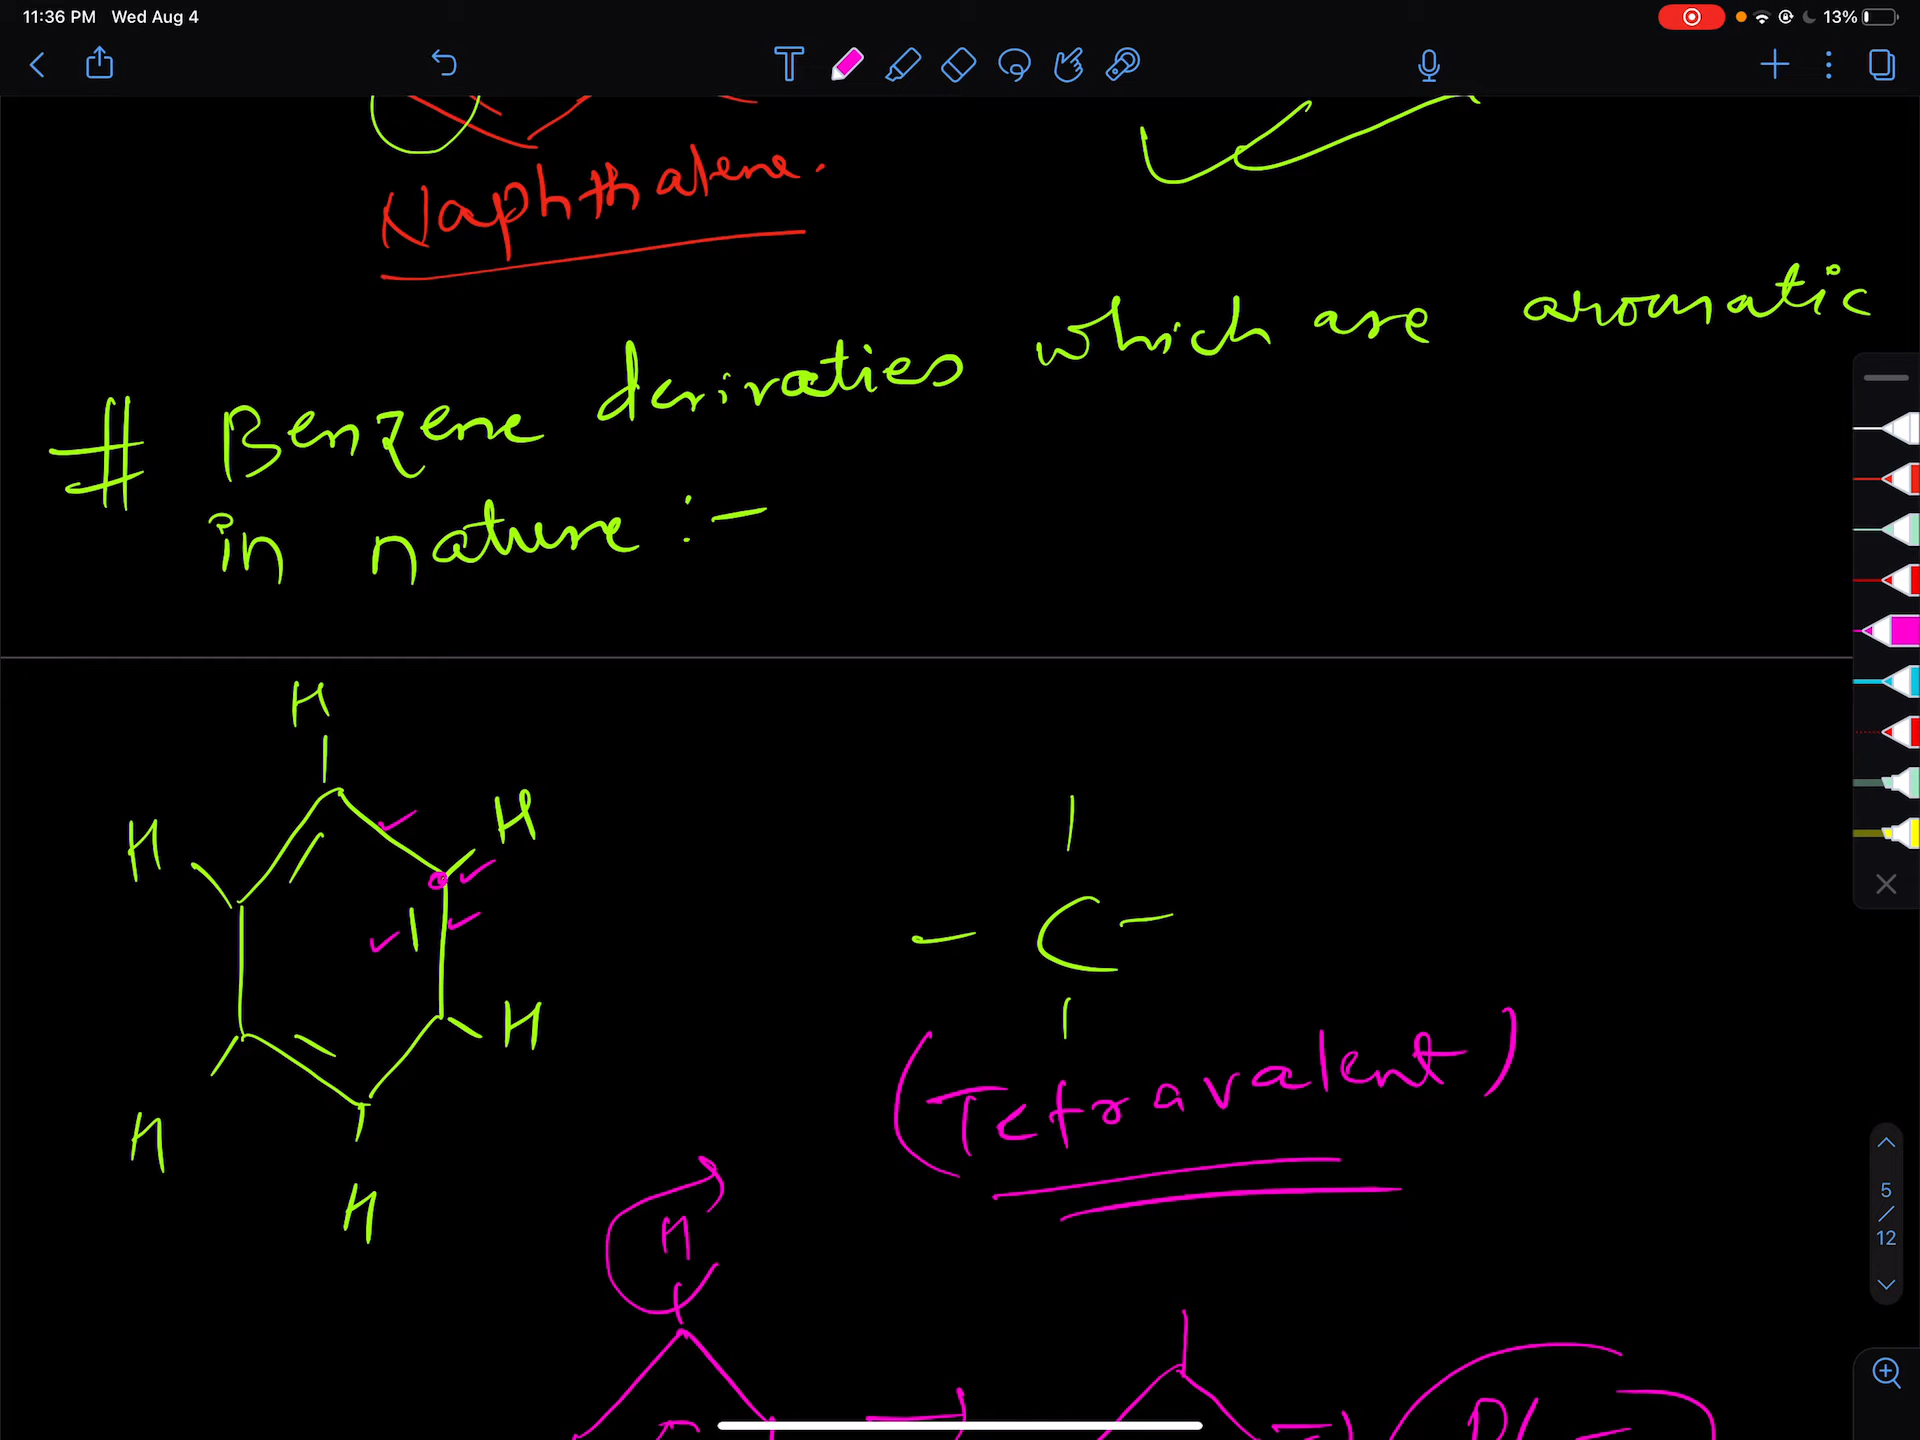 11:36 PM Wed Aug 4
13%
T
Naphthalene.
# Benzene derivaties which are aromatic
in nature :-
H
H
H
- C -
H
(Tetravalent)
H
H
H
5
/
12